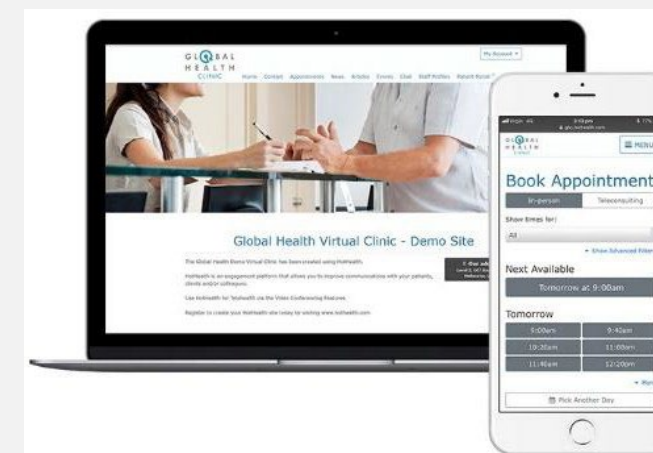 GLOBAL
HEALTH
CLINIC
My Account
Home Contact Appointments News Articles Events Chat Staff Profiles Patient Portal
Global Health Virtual Clinic - Demo Site
The Global Health Demo Virtual Clinic has been created using HotHealth.
HotHealth is an engagement platform that allows you to improve communications with your patients,
clients and/or colleagues.
Use HotHealth for Telehealth via the Video Conferencing Features
Register to create your HotHealth site today by visiting www.hothealth.com
GLOBAL
HEALTH
CLINIC
MENU
Book Appointment
In-person Teleconsulting
Show times for:
All
Show Advanced Filter
Next Available
Tomorrow at 9:00am
Tomorrow
9:00am 9:40am
10:20am 11:00am
11:40am 12:20pm
Pick Another Day